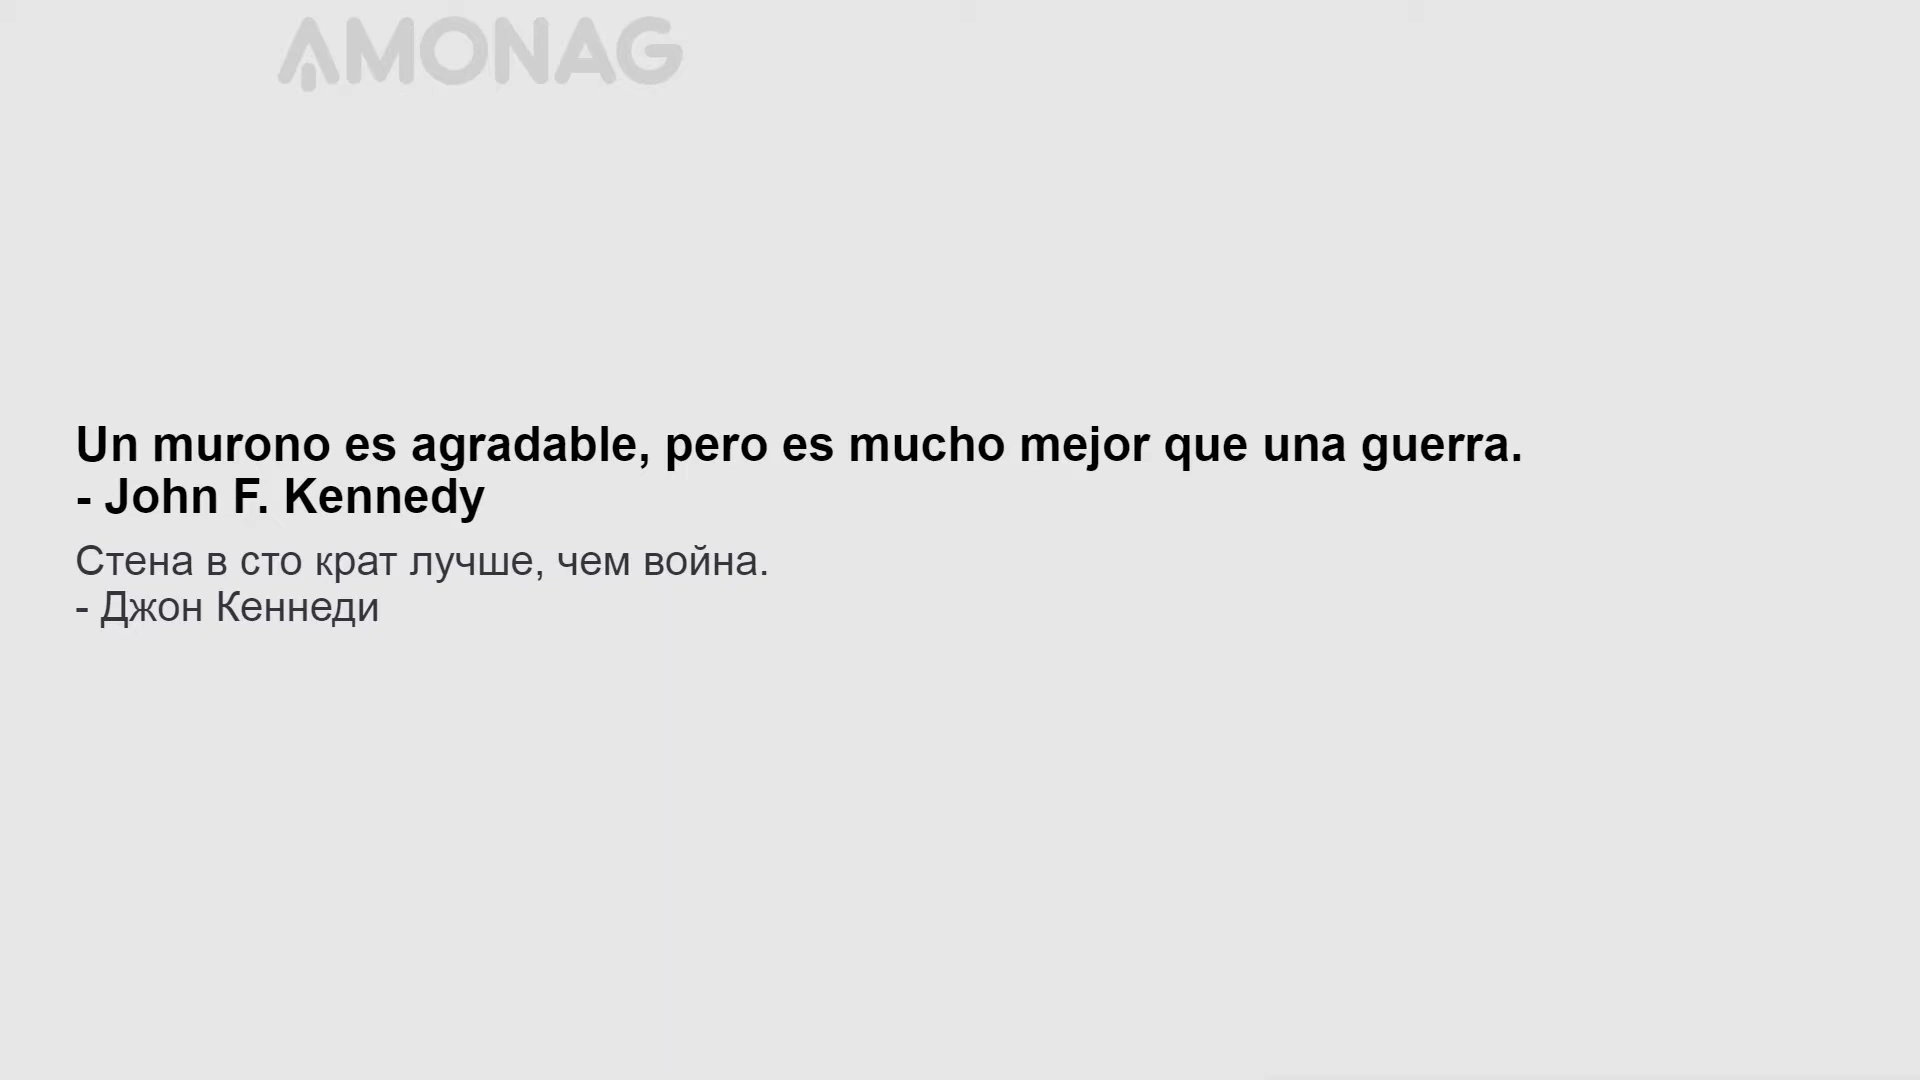 AMONAG
Un murono es agradable, pero es mucho mejor que una guerra.
- John F. Kennedy
Стена в сто крат лучше, чем война.
- Джон Кеннеди